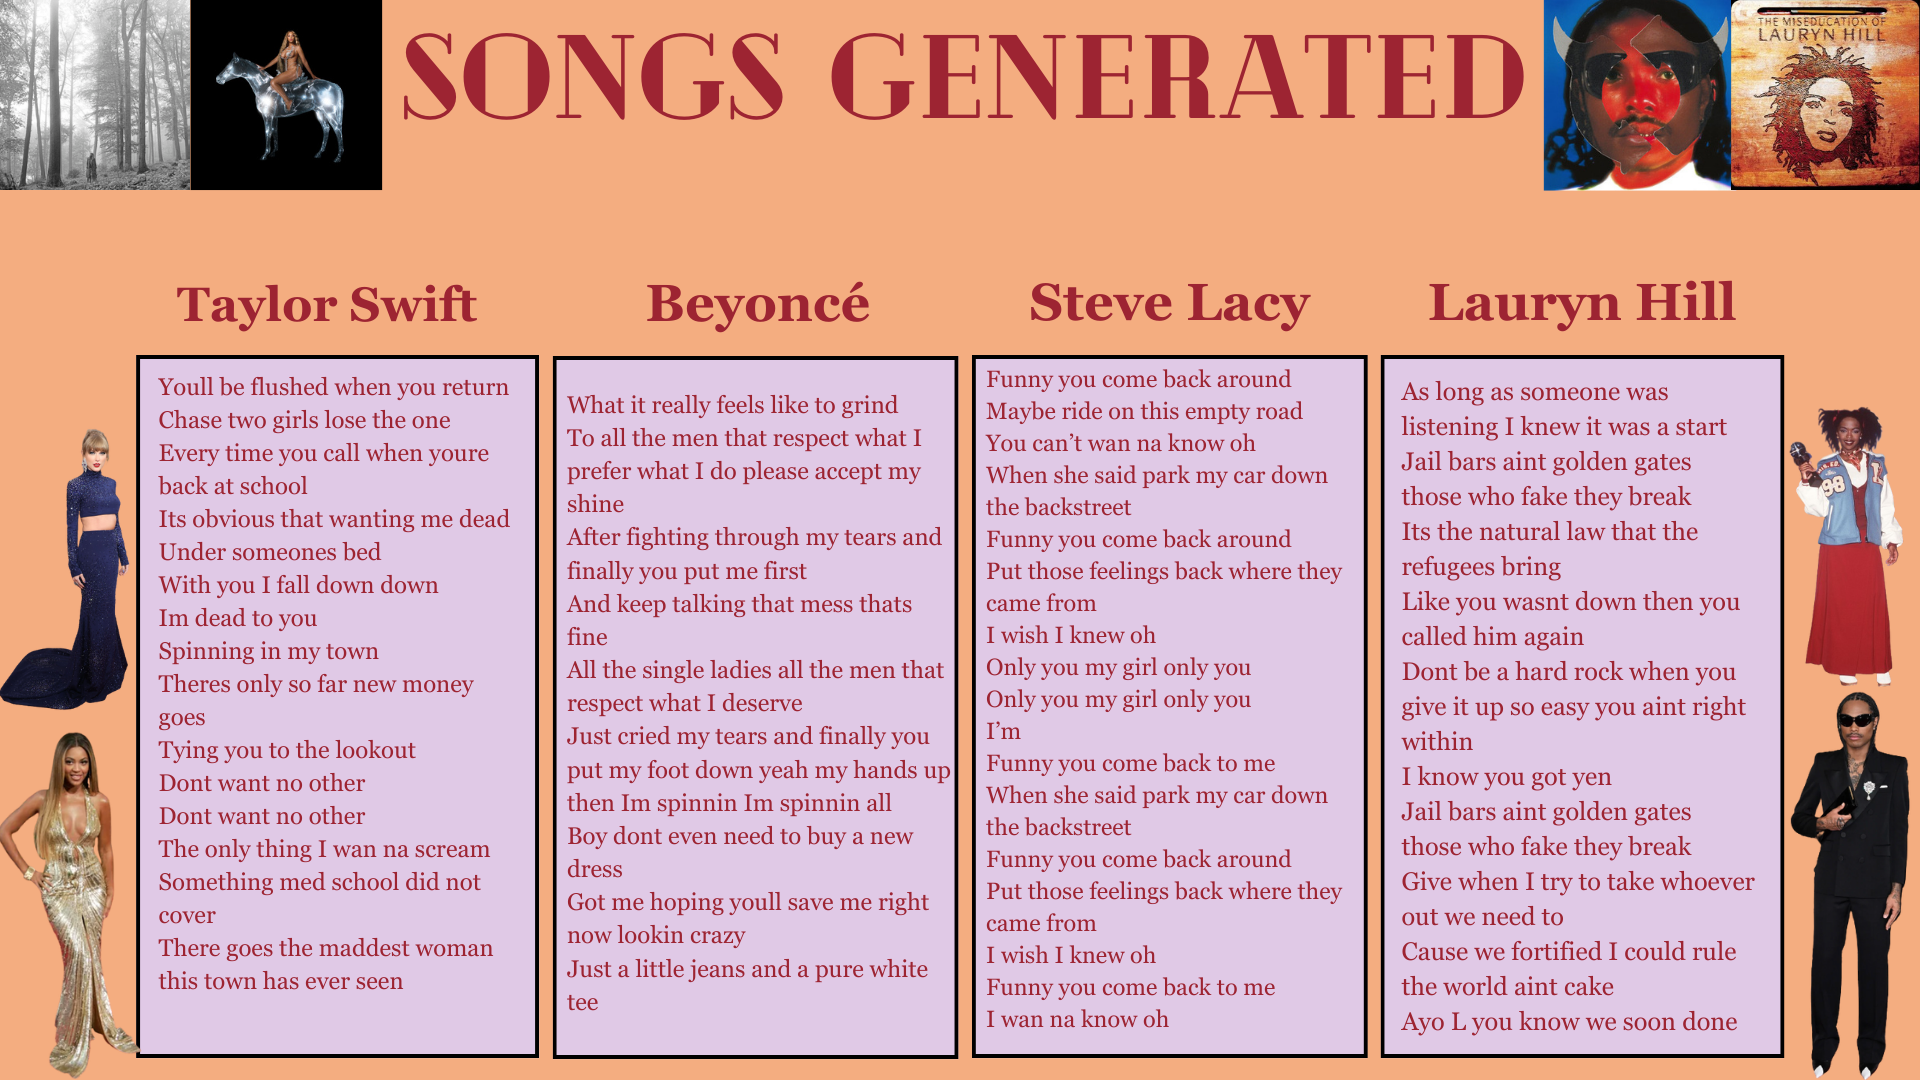 SONGS GENERATED
THE MISEDUCATION OF
LAURYN HILL
Taylor Swift
Youll be flushed when you return
Chase two girls lose the one
Every time you call when youre
back at school
Its obvious that wanting me dead
Under someones bed
With you I fall down down
Im dead to you
Spinning in my town
Theres only so far new money
goes
Tying you to the lookout
Dont want no other
Dont want no other
The only thing I wan na scream
Something med school did not
cover
There goes the maddest woman
this town has ever seen
Beyoncé
What it really feels like to grind
To all the men that respect what I
prefer what I do please accept my
shine
After fighting through my tears and
finally you put me first
And keep talking that mess thats
fine
All the single ladies all the men that
respect what I deserve
Just cried my tears and finally you
put my foot down yeah my hands up
then Im spinnin Im spinnin all
Boy dont even need to buy a new
dress
Got me hoping youll save me right
now lookin crazy
Just a little jeans and a pure white
tee
Steve Lacy
Funny you come back around
Maybe ride on this empty road
You can’t wan na know oh
When she said park my car down
the backstreet
Funny you come back around
Put those feelings back where they
came from
I wish I knew oh
Only you my girl only you
Only you my girl only you
I’m
Funny you come back to me
When she said park my car down
the backstreet
Funny you come back around
Put those feelings back where they
came from
I wish I knew oh
Funny you come back to me
I wan na know oh
Lauryn Hill
As long as someone was
listening I knew it was a start
Jail bars aint golden gates
those who fake they break
Its the natural law that the
refugees bring
Like you wasnt down then you
called him again
Dont be a hard rock when you
give it up so easy you aint right
within
I know you got yen
Jail bars aint golden gates
those who fake they break
Give when I try to take whoever
out we need to
Cause we fortified I could rule
the world aint cake
Ayo L you know we soon done
98